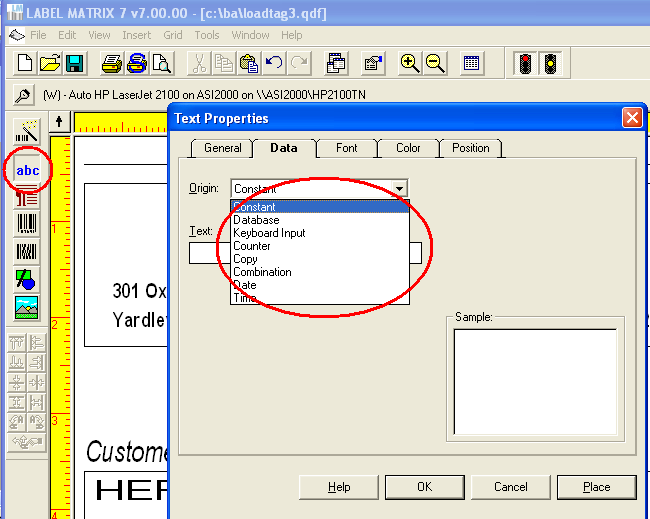 LABEL MATRIX 7 v7.00.00 - [c:\ba\loadtag3.qdf]
File Edit View Insert Grid Tools Window Help
(W) - Auto HP LaserJet 2100 on ASI2000 on \\ASI2000\HP2100TN
Text Properties
General Data Font Color Position
abc
Origin: Constant
Constant
Database
Text: Keyboard Input
Counter
Copy
Combination
Date
Time
1
301 Ox
Yardle
2
Sample:
3
Custome
HEF
4
Help OK Cancel Place